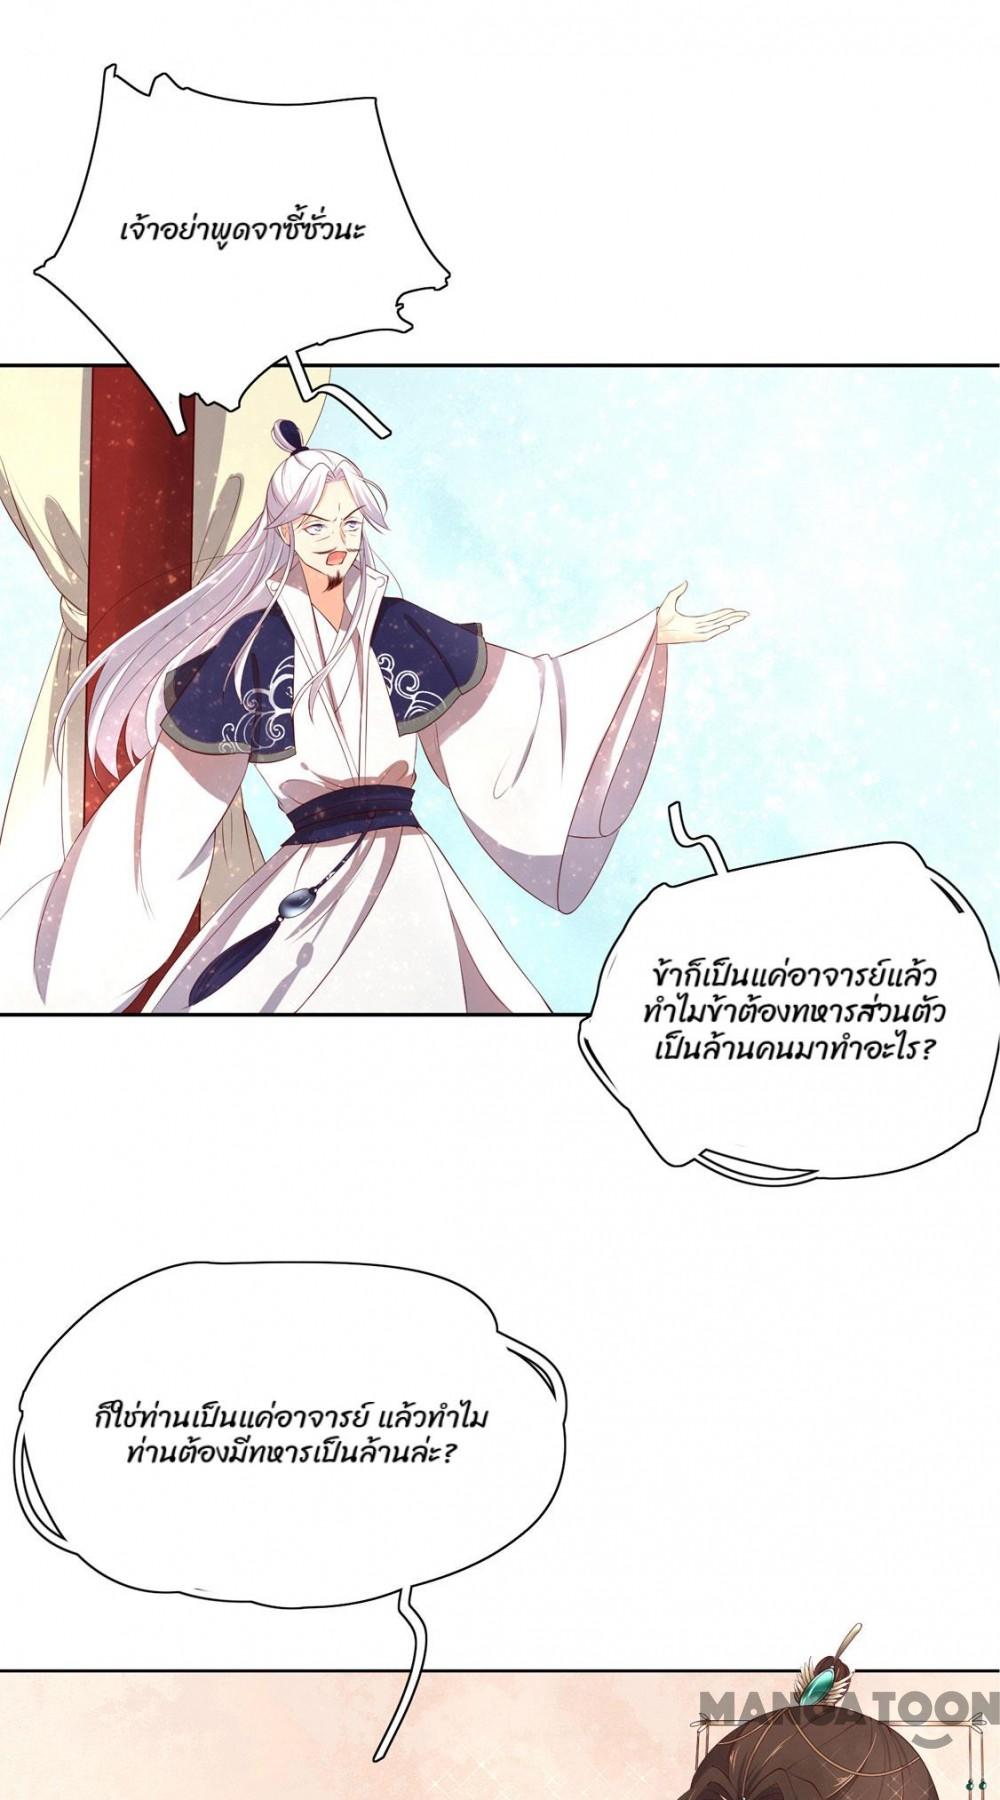 เจ้าอย่าพูดจาซี้ซั่วนะ
ข้าก็เป็นแค่อาจารย์แล้ว
ทำไมข้าต้องทหารส่วนตัว
เป็นล้านคนมาทำอะไร?
ก็ใช่ท่านเป็นแค่อาจารย์ แล้วทำไม
ท่านต้องมีทหารเป็นล้านล่ะ?
MANGATOON